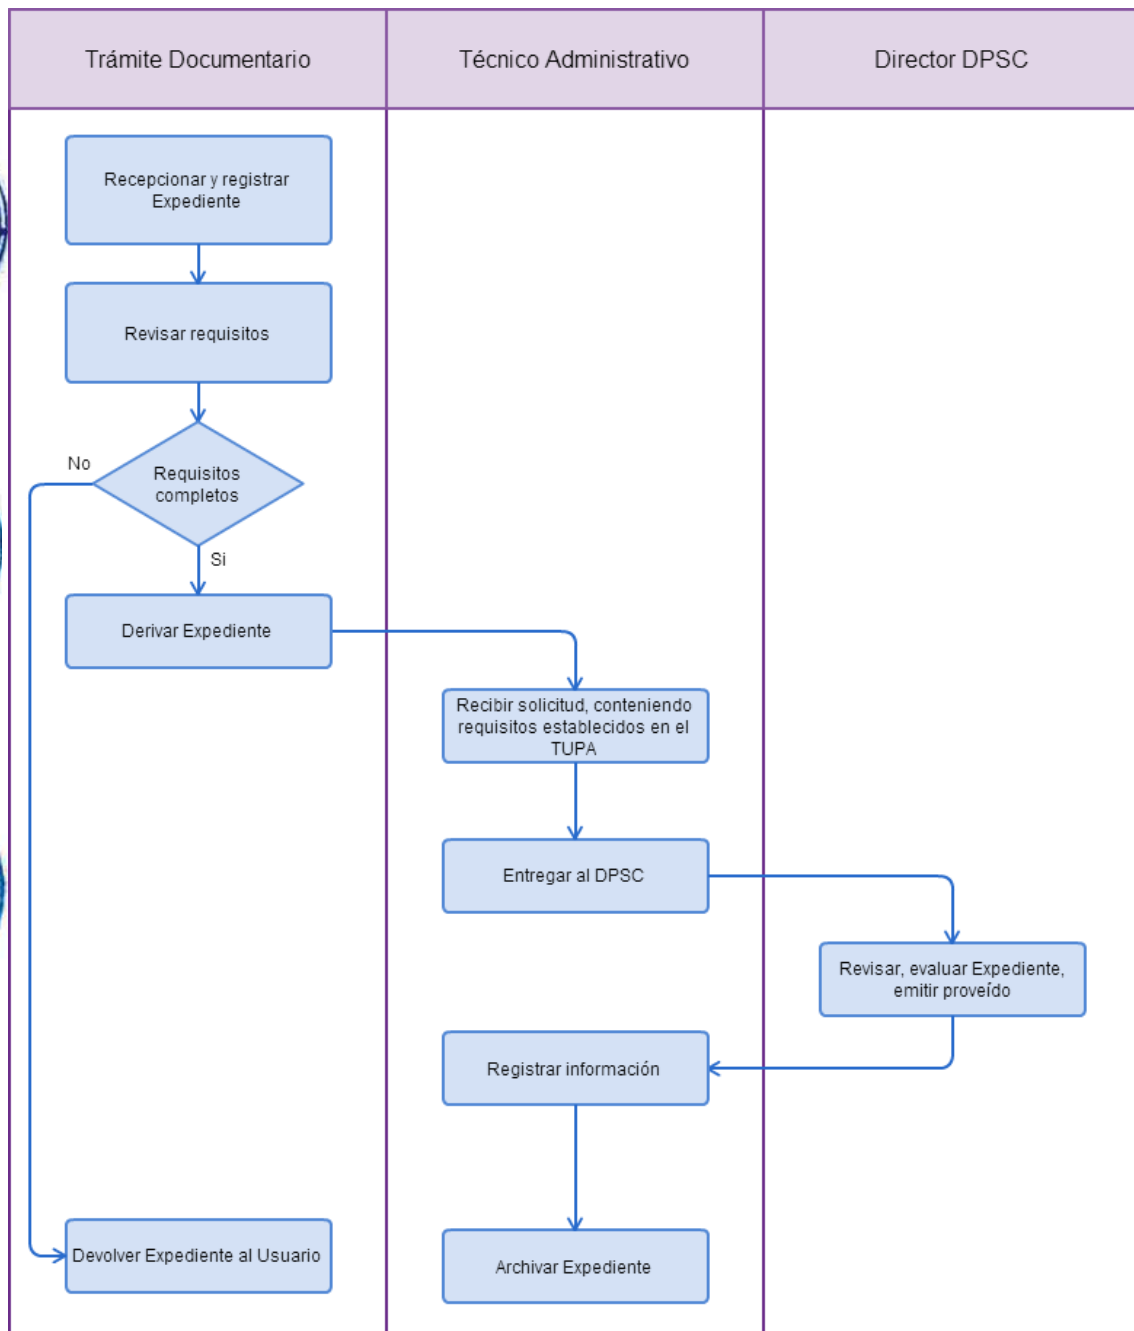 Trámite Documentario
Técnico Administrativo
Director DPSC
Recepcionar y registrar
Expediente
Revisar requisitos
No
Requisitos
completos
Si
Derivar Expediente
Recibir solicitud, conteniendo
requisitos establecidos en el
TUPA
Entregar al DPSC
Revisar, evaluar Expediente,
emitir proveído
Registrar información
Devolver Expediente al Usuario
Archivar Expediente